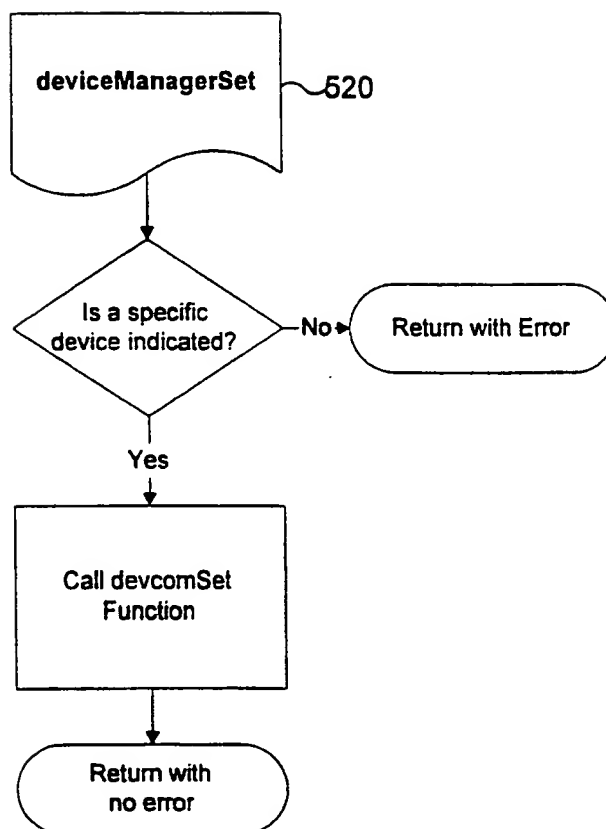 deviceManagerSet
520
Is a specific
device indicated?
No
Return with Error
Yes
Call devcomSet
Function
Return with
no error